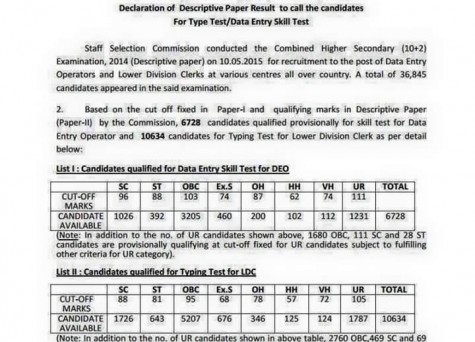 Declaration of Descriptive Paper Result to call the candidates
For Type Test/Data Entry Skill Test
Staff Selection Commission conducted the Combined Higher Secondary (10+2)
Examination, 2014 (Descriptive paper) on 10.05.2015 for recruitment to the post of Data Entry
Operators and Lower Division Clerks at various centres all over country. A total of 36,845
candidates appeared in the said examination.
2. Based on the cut off fixed in Paper-I and qualifying marks in Descriptive Paper
(Paper-II) by the Commission, 6728 candidates qualified provisionally for skill test for Data
Entry Operator and 10634 candidates for Typing Test for Lower Division Clerk as per detail
below:
List I : Candidates qualified for Data Entry Skill Test for DEO
SC ST OBC Ex.S OH HH VH UR TOTAL
CUT-OFF MARKS 96 88 103 74 87 62 74 111
CANDIDATE AVAILABLE 1026 392 3205 460 200 102 112 1231 6728
(Note: In addition to the no. of UR candidates shown above, 1680 OBC, 111 SC and 28 ST
candidates are provisionally qualifying at cut-off fixed for UR candidates subject to fulfilling
other criteria for UR category).
List II : Candidates qualified for Typing Test for LDC
SC ST OBC Ex.S OH HH VH UR TOTAL
CUT-OFF MARKS 88 81 95 68 78 57 72 105
CANDIDATE AVAILABLE 1726 643 5207 676 346 125 124 1787 10634
(Note: In addition to the no. of UR candidates shown in above table, 2760 OBC,469 SC and 69